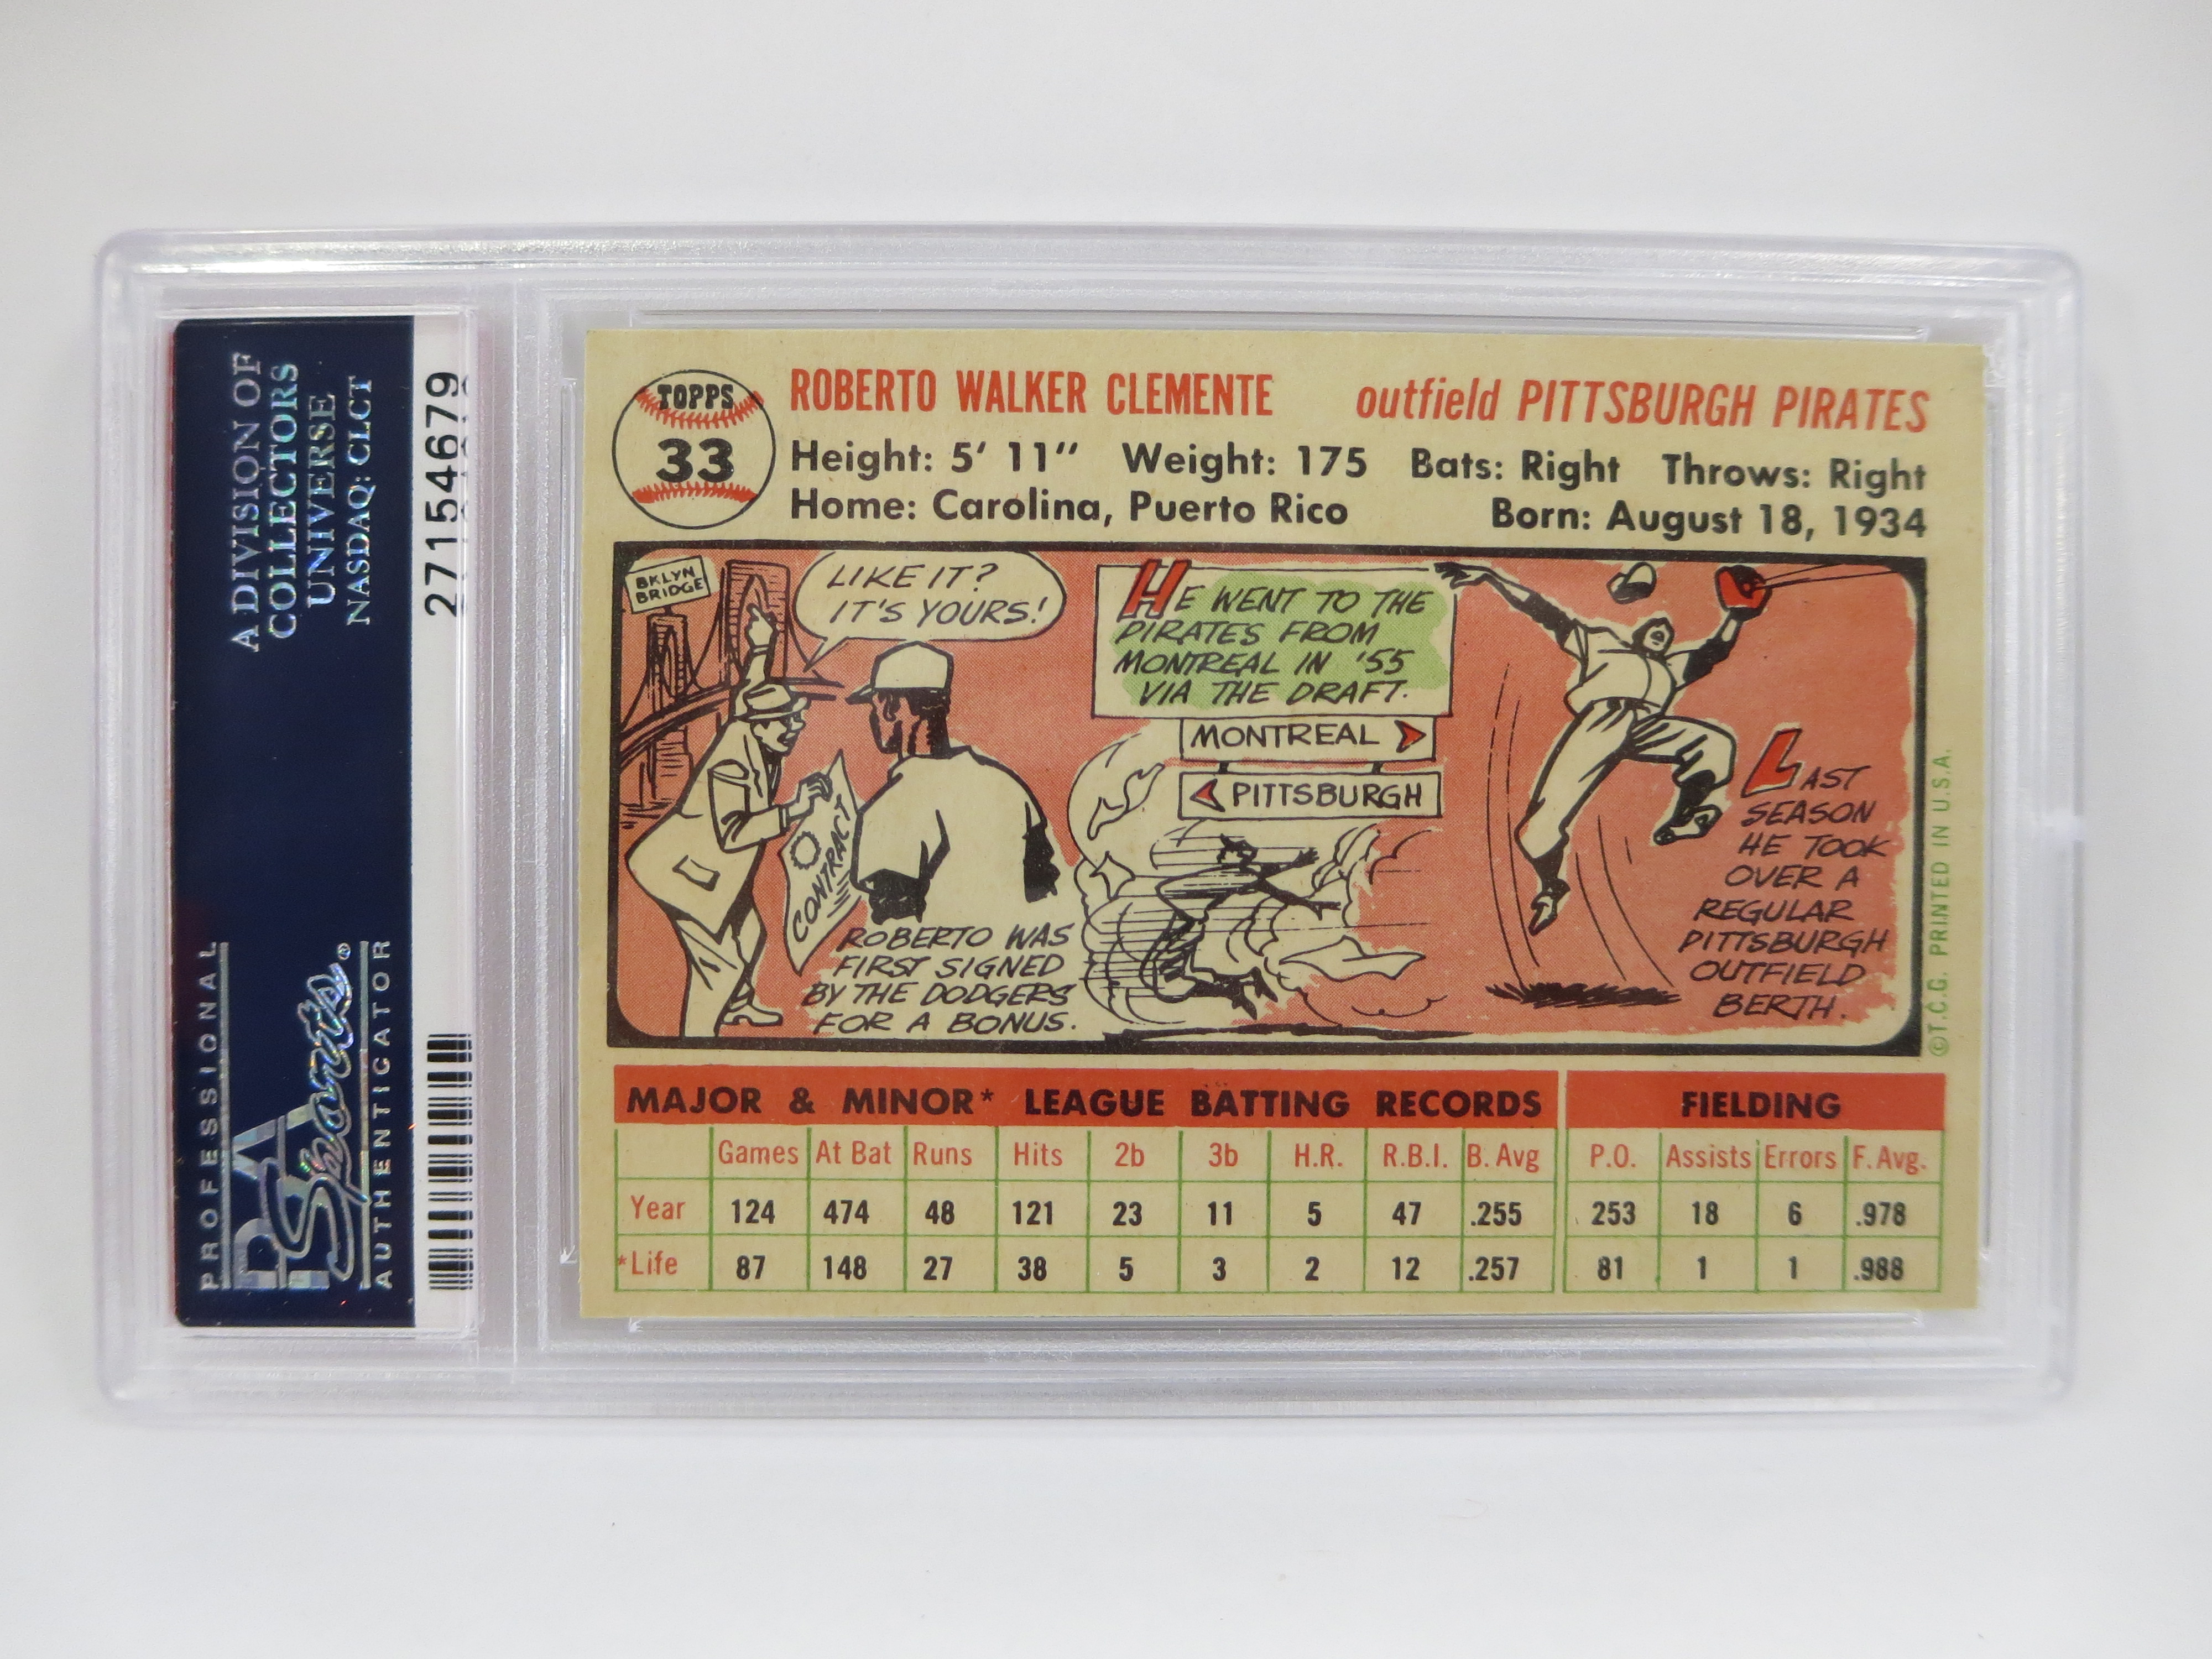 A DIVISION OF
COLLECTORS
UNIVERSE
NASDAQ: CLCT
PROFESSIONAL
PSA
Sports®
AUTHENTICATOR
27154679
TOPPS
33
ROBERTO WALKER CLEMENTE outfield PITTSBURGH PIRATES
Height: 5' 11" Weight: 175 Bats: Right Throws: Right
Home: Carolina, Puerto Rico Born: August 18, 1934
BKLYN
BRIDGE
LIKE IT?
IT'S YOURS!
CONTRACT
ROBERTO WAS
FIRST SIGNED
BY THE DODGERS
FOR A BONUS.
HE WENT TO THE
PIRATES FROM
MONTREAL IN '55
VIA THE DRAFT.
MONTREAL
PITTSBURGH
LAST
SEASON
HE TOOK
OVER A
REGULAR
PITTSBURGH
OUTFIELD
BERTH.
©T.C.G. PRINTED IN U.S.A.
MAJOR & MINOR* LEAGUE BATTING RECORDS FIELDING
Games At Bat Runs Hits 2b 3b H.R. R.B.I. B. Avg P.O. Assists Errors F. Avg.
Year 124 474 48 121 23 11 5 47 .255 253 18 6 .978
*Life 87 148 27 38 5 3 2 12 .257 81 1 1 .988